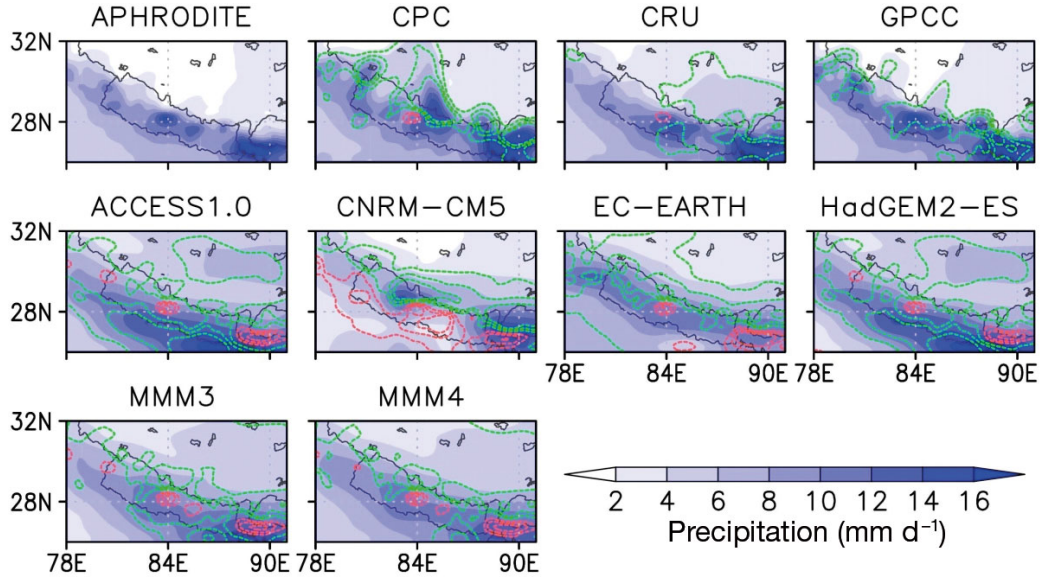 APHRODITE CPC CRU GPCC
32N
28N
ACCESS1.0 CNRM-CM5 EC-EARTH HadGEM2-ES
32N
28N
78E 84E 90E 78E 84E 90E
MMM3 MMM4
32N
28N
2 4 6 8 10 12 14 16
Precipitation (mm d⁻¹)
78E 84E 90E 78E 84E 90E